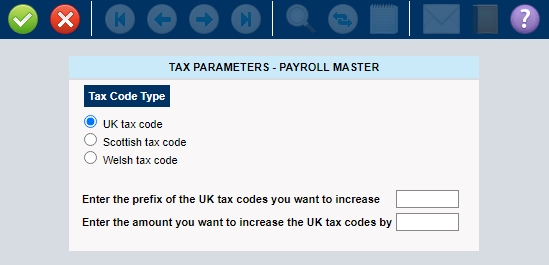 ?
TAX PARAMETERS - PAYROLL MASTER
Tax Code Type
UK tax code
Scottish tax code
Welsh tax code
Enter the prefix of the UK tax codes you want to increase
Enter the amount you want to increase the UK tax codes by